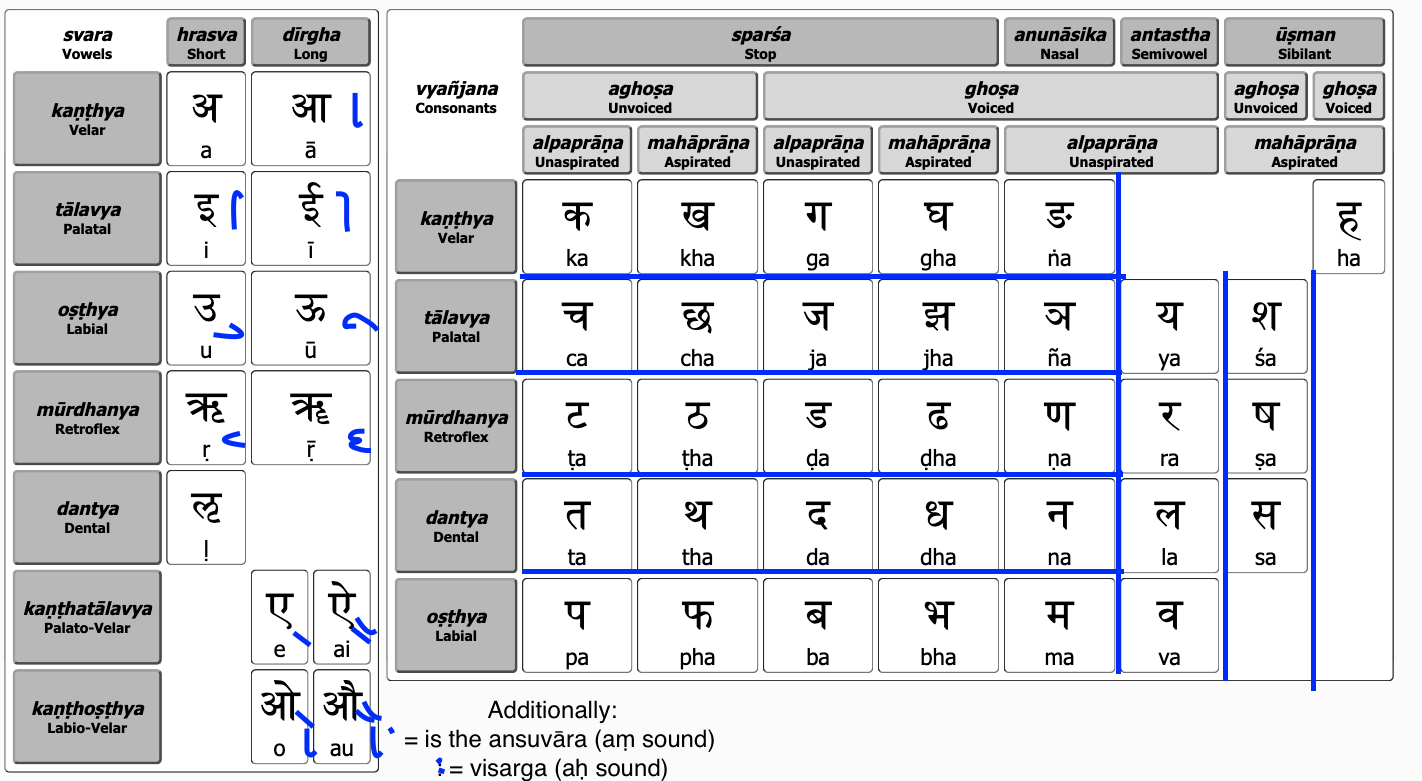 svara hrasva dīrgha
Vowels Short Long
kaṇṭhya अ आ ा
Velar a ā
tālavya इ ि ई ी
Palatal i ī
oṣṭhya उ ु ऊ ू
Labial u ū
mūrdhanya ऋ ृ ॠ ॄ
Retroflex ṛ ṝ
dantya ऌ
Dental ḷ
kaṇṭhatālavya ए े ऐ ै
Palato-Velar e ai
kaṇṭhoṣṭhya ओ ो औ ौ
Labio-Velar o au
vyañjana sparśa anunāsika antastha ūṣman
Consonants Stop Nasal Semivowel Sibilant
aghoṣa ghoṣa aghoṣa ghoṣa
Unvoiced Voiced Unvoiced Voiced
alpaprāṇa mahāprāṇa alpaprāṇa mahāprāṇa alpaprāṇa mahāprāṇa
Unaspirated Aspirated Unaspirated Aspirated Unaspirated Aspirated
kaṇṭhya क ख ग घ ङ ह
Velar ka kha ga gha ṅa ha
tālavya च छ ज झ ञ य श
Palatal ca cha ja jha ña ya śa
mūrdhanya ट ठ ड ढ ण र ष
Retroflex ṭa ṭha ḍa ḍha ṇa ra ṣa
dantya त थ द ध न ल स
Dental ta tha da dha na la sa
oṣṭhya प फ ब भ म व
Labial pa pha ba bha ma va
Additionally:
ं = is the ansuvāra (aṃ sound)
ः = visarga (aḥ sound)